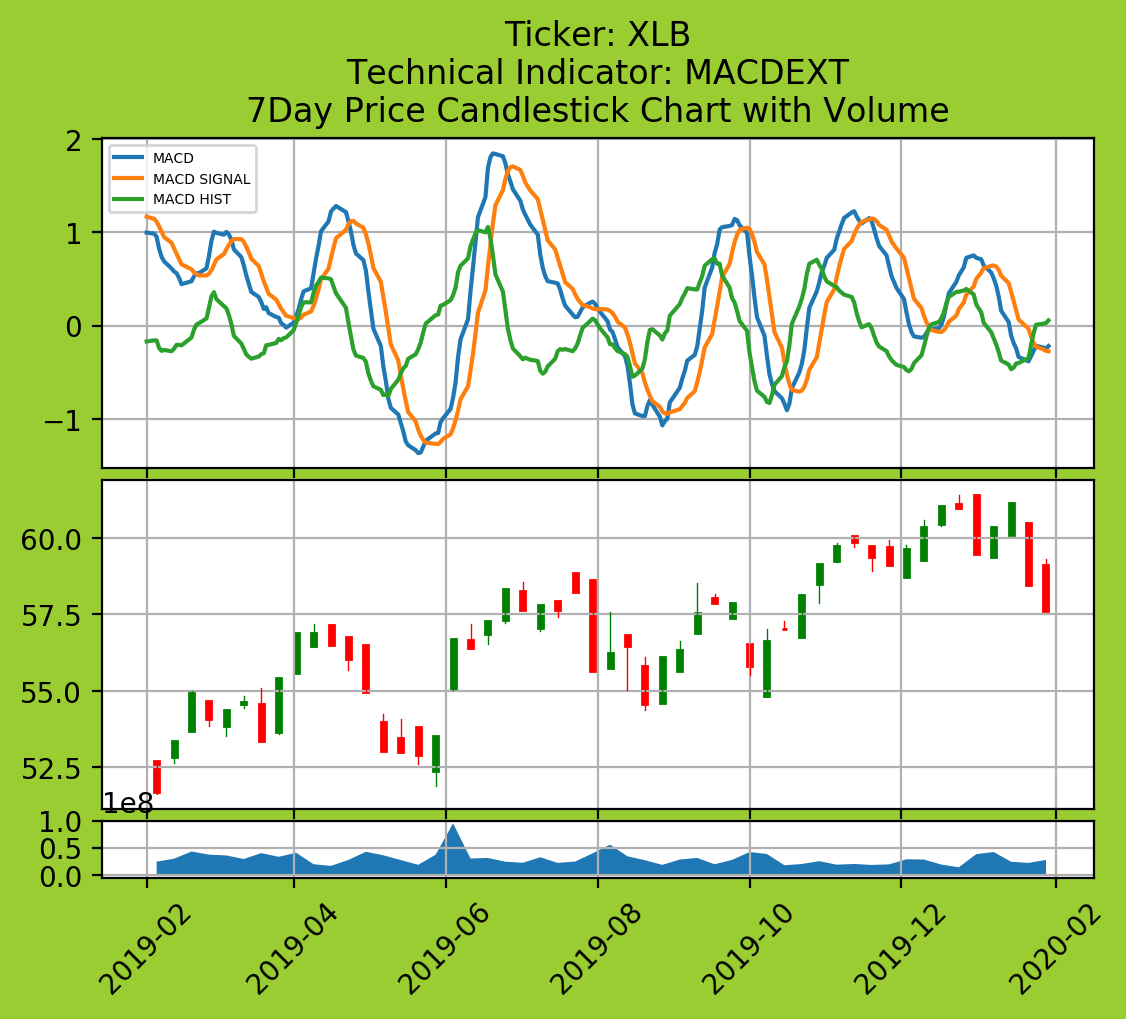 Ticker: XLB
Technical Indicator: MACDEXT
7Day Price Candlestick Chart with Volume
2
1
0
−1
MACD
MACD SIGNAL
MACD HIST
60.0
57.5
55.0
52.5
1e8
1.0
0.5
0.0
2019-02
2019-04
2019-06
2019-08
2019-10
2019-12
2020-02